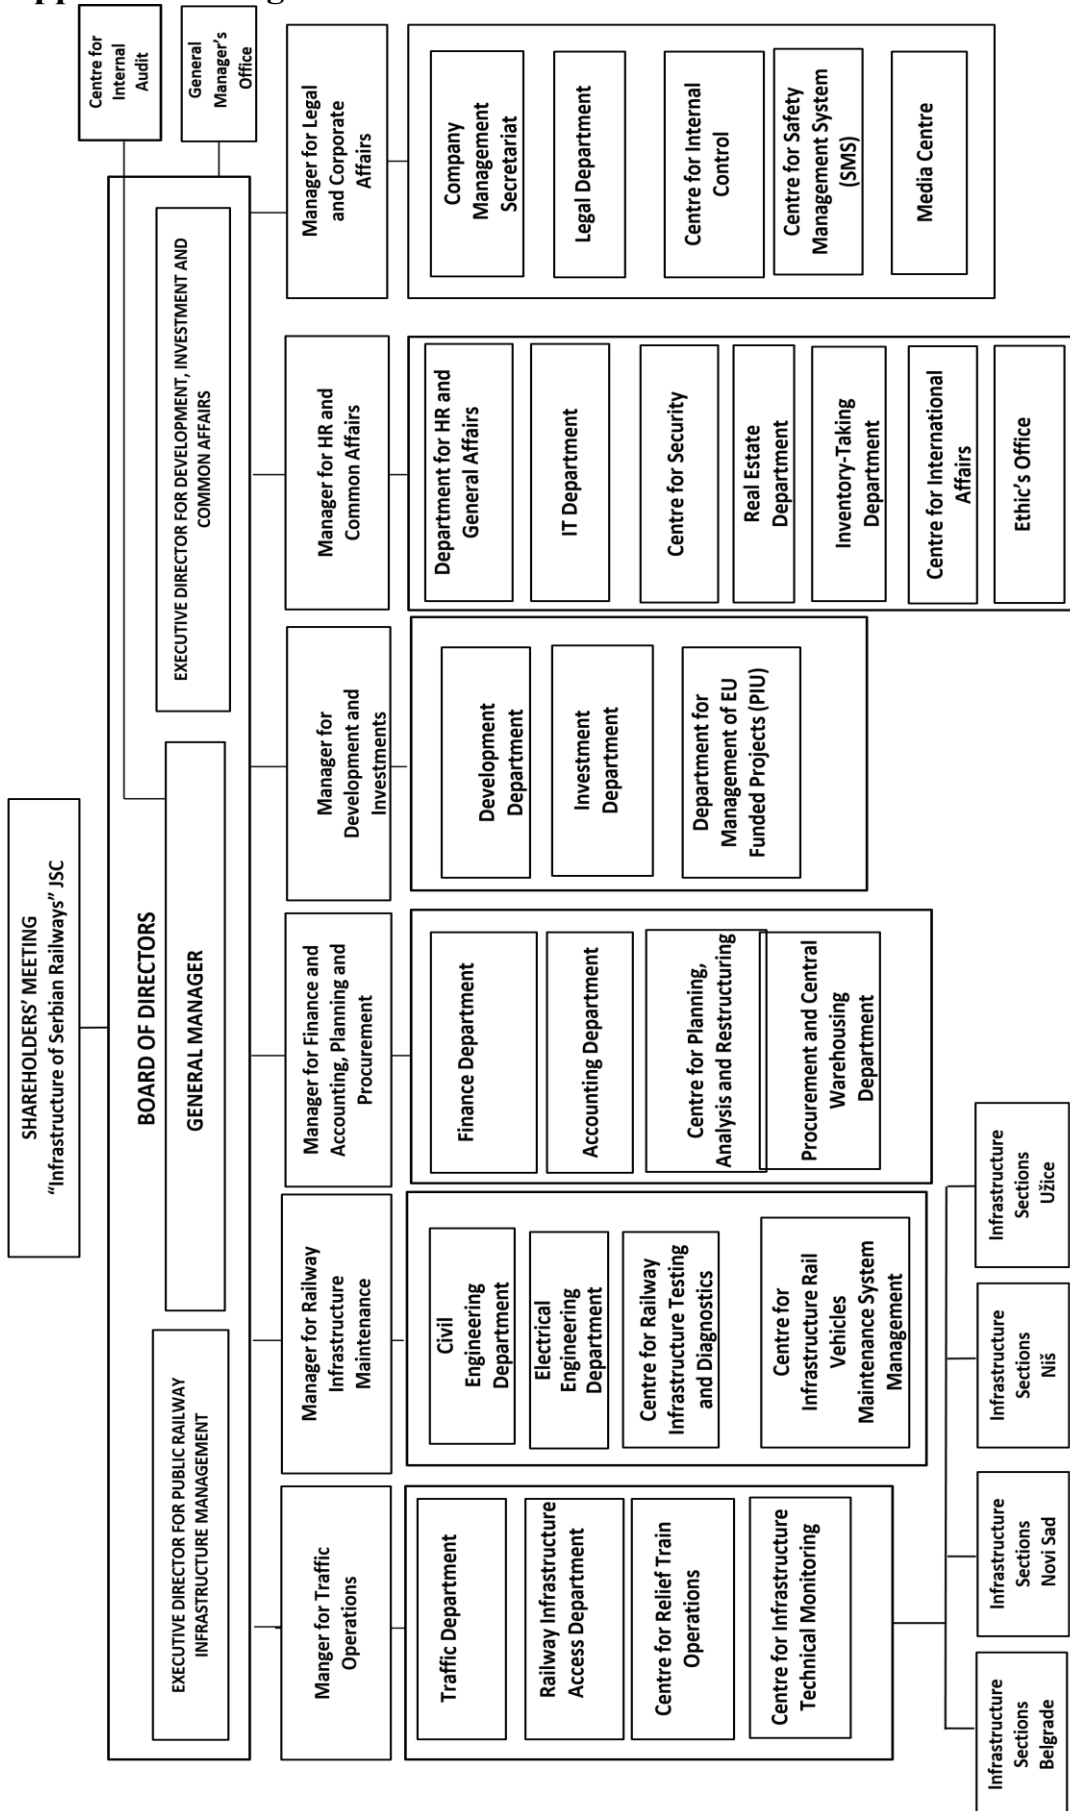 SHAREHOLDERS' MEETING
“Infrastructure of Serbian Railways” JSC
Centre for
Internal
Audit
General
Manager's
Office
BOARD OF DIRECTORS
EXECUTIVE DIRECTOR FOR PUBLIC RAILWAY
INFRASTRUCTURE MANAGEMENT
GENERAL MANAGER
EXECUTIVE DIRECTOR FOR DEVELOPMENT, INVESTMENT AND
COMMON AFFAIRS
Manger for Traffic
Operations
Traffic Department
Railway Infrastructure
Access Department
Centre for Relief Train
Operations
Centre for Infrastructure
Technical Monitoring
Manager for Railway
Infrastructure
Maintenance
Civil
Engineering
Department
Electrical
Engineering
Department
Centre for Railway
Infrastructure Testing
and Diagnostics
Centre for
Infrastructure Rail
Vehicles
Maintenance System
Management
Manager for Finance and
Accounting, Planning and
Procurement
Finance Department
Accounting Department
Centre for Planning,
Analysis and Restructuring
Procurement and Central
Warehousing
Department
Manager for
Development and
Investments
Development
Department
Investment
Department
Department for
Management of EU
Funded Projects (PIU)
Manager for HR and
Common Affairs
Department for HR and
General Affairs
IT Department
Centre for Security
Real Estate
Department
Inventory-Taking
Department
Centre for International
Affairs
Ethic's Office
Manager for Legal
and Corporate
Affairs
Company
Management
Secretariat
Legal Department
Centre for Internal
Control
Centre for Safety
Management System
(SMS)
Media Centre
Infrastructure
Sections
Belgrade
Infrastructure
Sections
Novi Sad
Infrastructure
Sections
Niš
Infrastructure
Sections
Užice